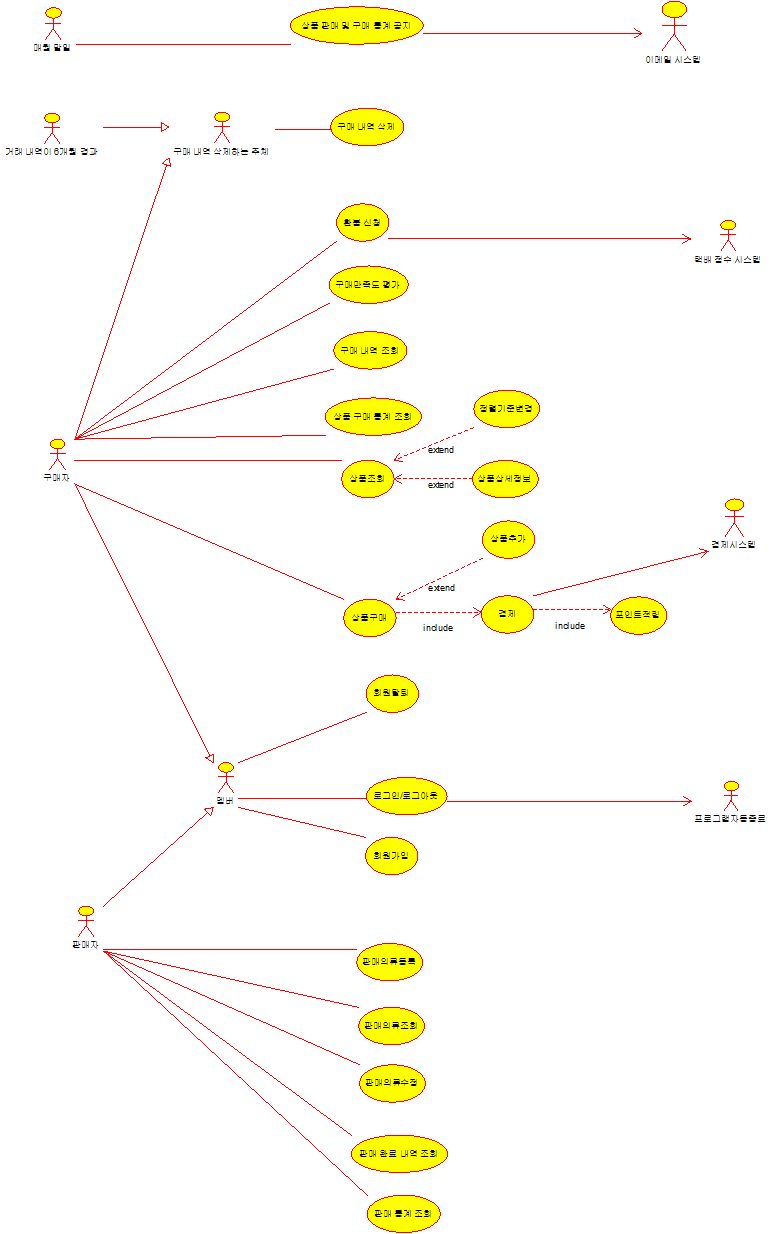 상품 판매 및 구매 통계 공지
매월 말일
이메일 시스템
구매 내역 삭제
거래 내역이 6개월 경과
구매 내역 삭제하는 주체
환불 신청
택배 접수 시스템
구매만족도 평가
구매 내역 조회
정렬기준변경
상품 구매 통계 조회
extend
구매자
상품조회
extend
상품상세정보
상품추가
결제시스템
extend
상품구매
include
결제
include
포인트적립
회원탈퇴
멤버
로그인/로그아웃
프로그램자동종료
회원가입
판매자
판매의류등록
판매의류조회
판매의류수정
판매 완료 내역 조회
판매 통계 조회